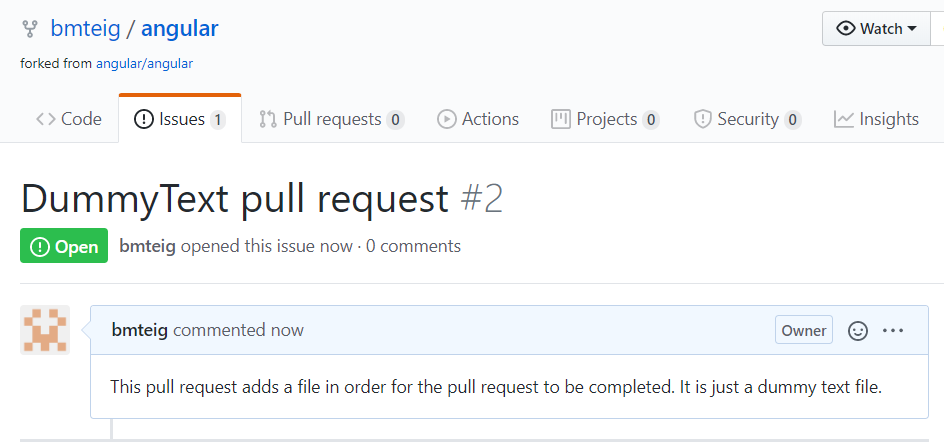 bmteig / angular
Watch
forked from angular/angular
Code Issues 1 Pull requests 0 Actions Projects 0 Security 0 Insights
DummyText pull request #2
Open bmteig opened this issue now · 0 comments
bmteig commented now Owner
This pull request adds a file in order for the pull request to be completed. It is just a dummy text file.